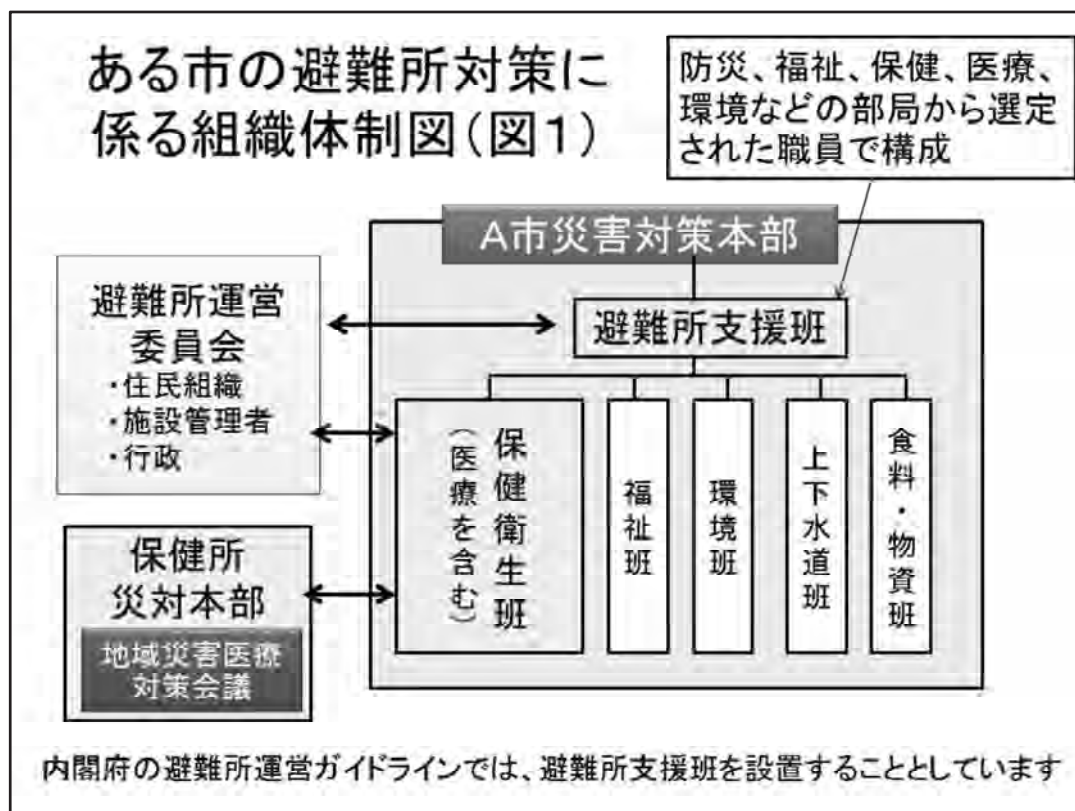 ある市の避難所対策に
係る組織体制図(図1)
防災、福祉、保健、医療、
環境などの部局から選定
された職員で構成
A市災害対策本部
避難所支援班
避難所運営
委員会
・住民組織
・施設管理者
・行政
保健所
災対本部
地域災害医療
対策会議
保健衛生班
(医療を含む)
福祉班
環境班
上下水道班
食料・物資班
内閣府の避難所運営ガイドラインでは、避難所支援班を設置することとしています